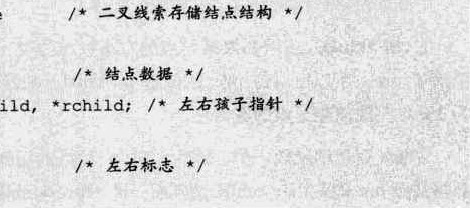 e /* 二叉线索存储结点结构 */
/* 结点数据 */
ild, *rchild; /* 左右孩子指针 */
/* 左右标志 */